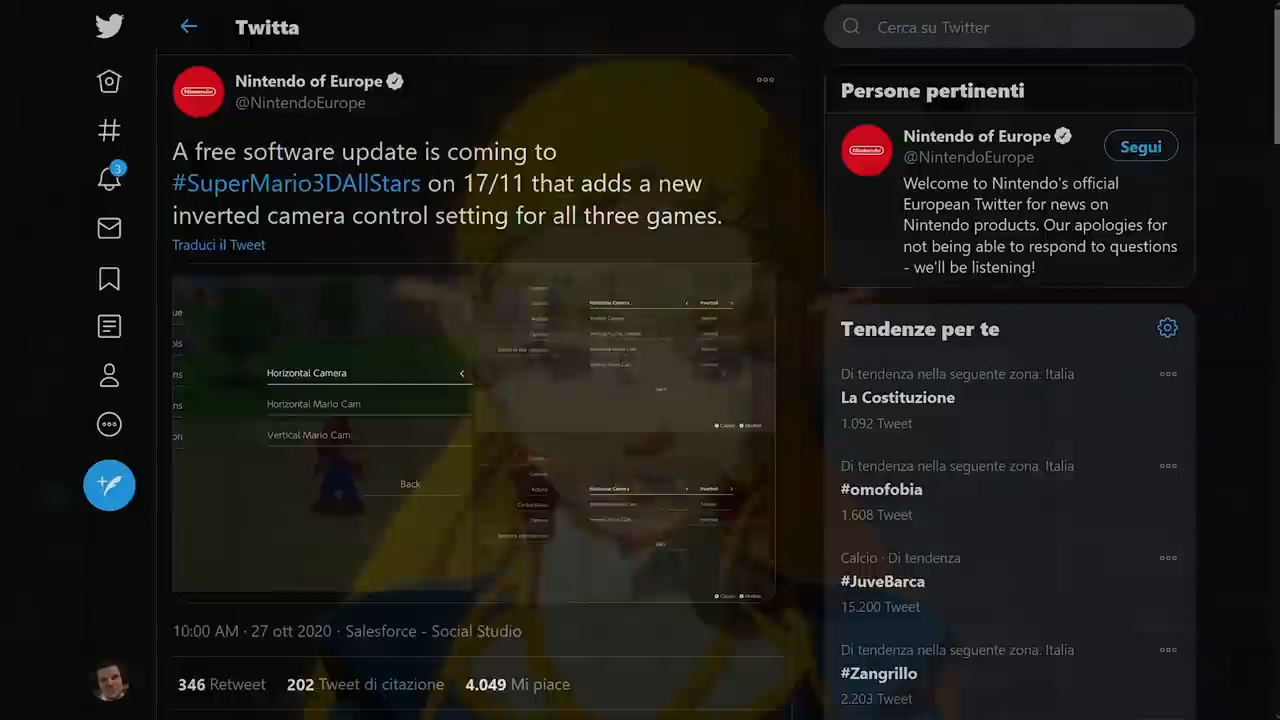 Twitta
Cerca su Twitter
Nintendo of Europe
@NintendoEurope
A free software update is coming to
#SuperMario3DAllStars on 17/11 that adds a new
inverted camera control setting for all three games.
Traduci il Tweet
Horizontal Camera
Horizontal Mario Cam
Vertical Mario Cam
Back
Horizontal Camera
Horizontal Camera
10:00 AM · 27 ott 2020 · Salesforce - Social Studio
346 Retweet 202 Tweet di citazione 4.049 Mi piace
Persone pertinenti
Nintendo
Nintendo of Europe
@NintendoEurope
Segui
Welcome to Nintendo's official
European Twitter for news on
Nintendo products. Our apologies for
not being able to respond to questions
- we'll be listening!
Tendenze per te
Di tendenza nella seguente zona. Italia
La Costituzione
1.092 Tweet
Di tendenza nella seguente zona. Italia
#omofobia
1.608 Tweet
Calcio · Di tendenza
#JuveBarca
15.200 Tweet
Di tendenza nella seguente zona. Italia
#Zangrillo
2.203 Tweet
3